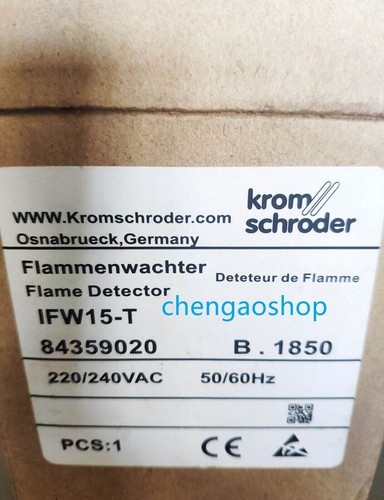 krom
schroder
WWW.Kromschroder.com
Osnabrueck,Germany
Flammenwachter
Deteteur de Flamme
Flame Detector
IFW15-T
chengaoshop
84359020 B.1850
220/240VAC 50/60Hz
PCS:1 CE